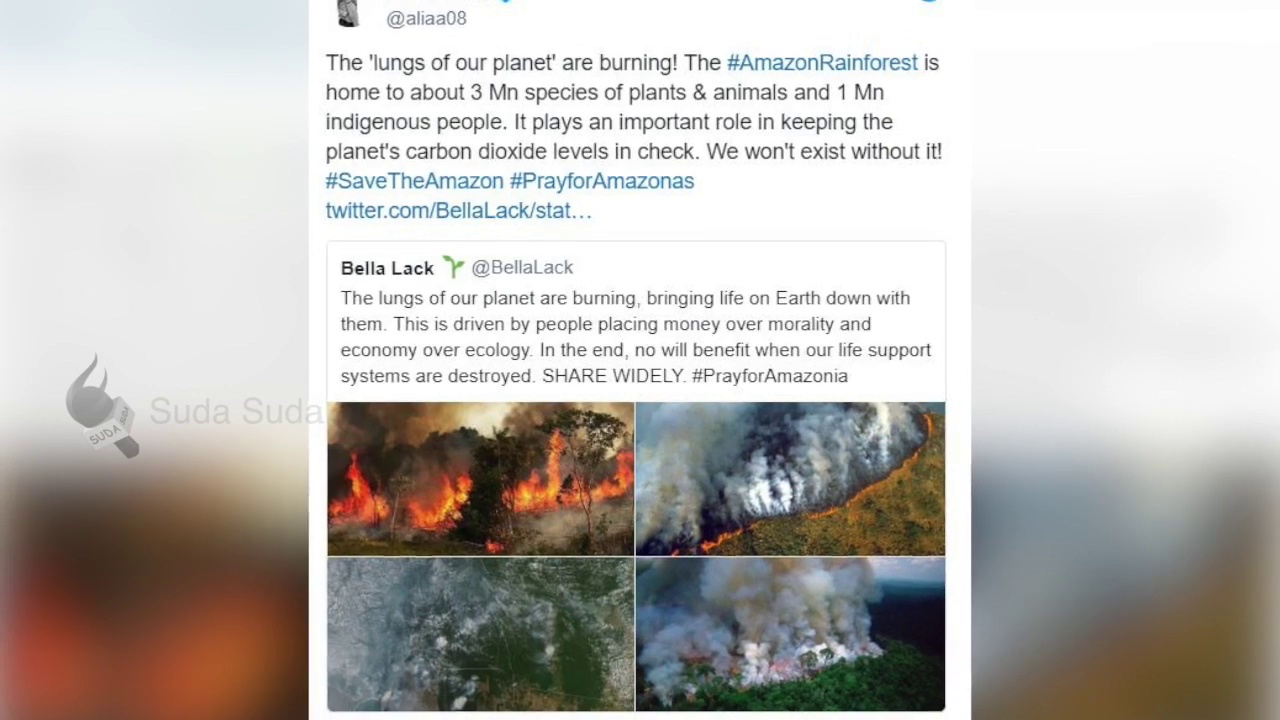 @aliaa08
The 'lungs of our planet' are burning! The #AmazonRainforest is
home to about 3 Mn species of plants & animals and 1 Mn
indigenous people. It plays an important role in keeping the
planet's carbon dioxide levels in check. We won't exist without it!
#SaveTheAmazon #PrayforAmazonas
twitter.com/BellaLack/stat…
Bella Lack @BellaLack
The lungs of our planet are burning, bringing life on Earth down with
them. This is driven by people placing money over morality and
economy over ecology. In the end, no will benefit when our life support
systems are destroyed. SHARE WIDELY. #PrayforAmazonia
Suda Suda
SUDA SUDA